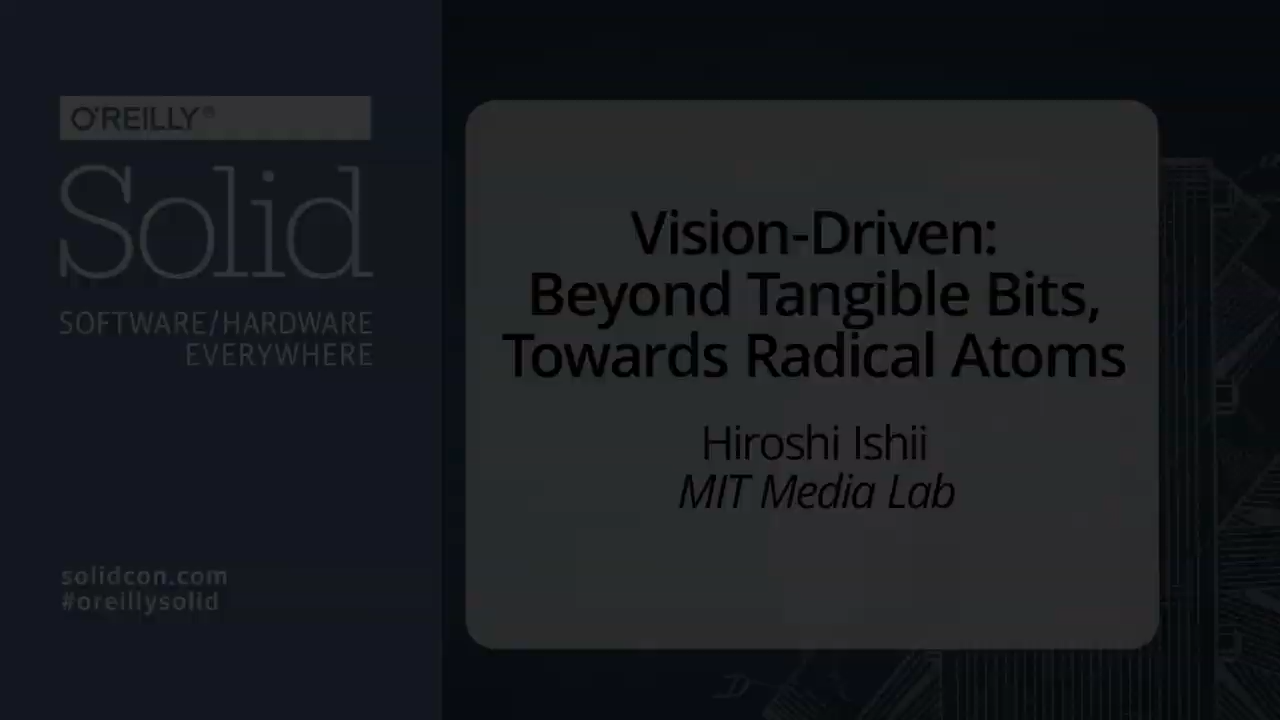 O'REILLY®
Solid
SOFTWARE/HARDWARE
EVERYWHERE
solidcon.com
#oreillysolid
Vision-Driven:
Beyond Tangible Bits,
Towards Radical Atoms
Hiroshi Ishii
MIT Media Lab